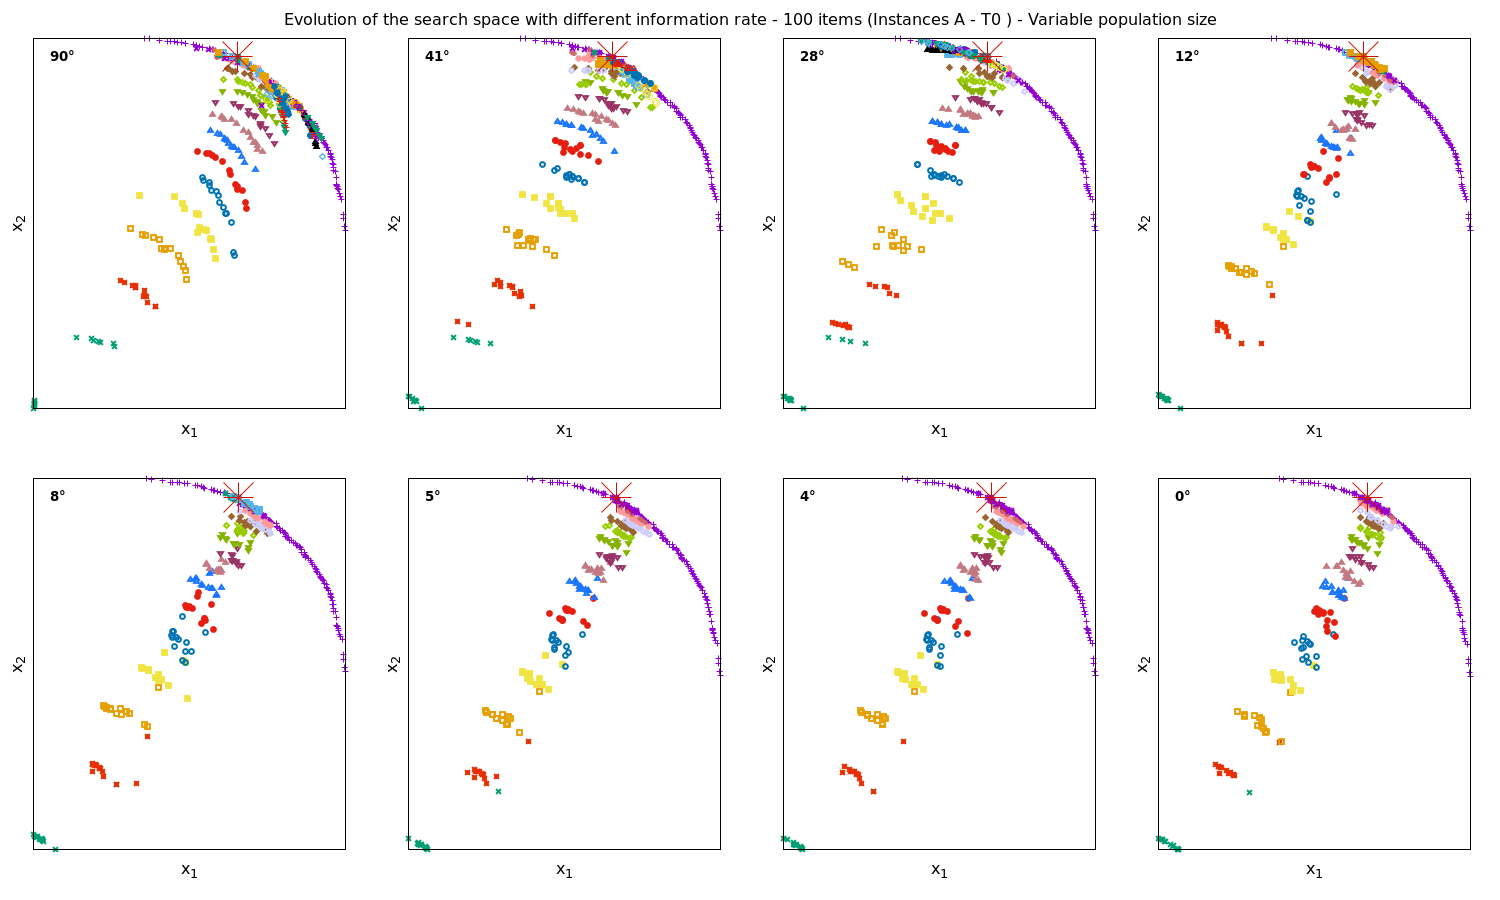 Evolution of the search space with different information rate - 100 items (Instances A - T0 ) - Variable population size
90°
41°
28°
12°
x2
x2
x2
x2
x1
x1
x1
x1
8°
5°
4°
0°
x2
x2
x2
x2
x1
x1
x1
x1